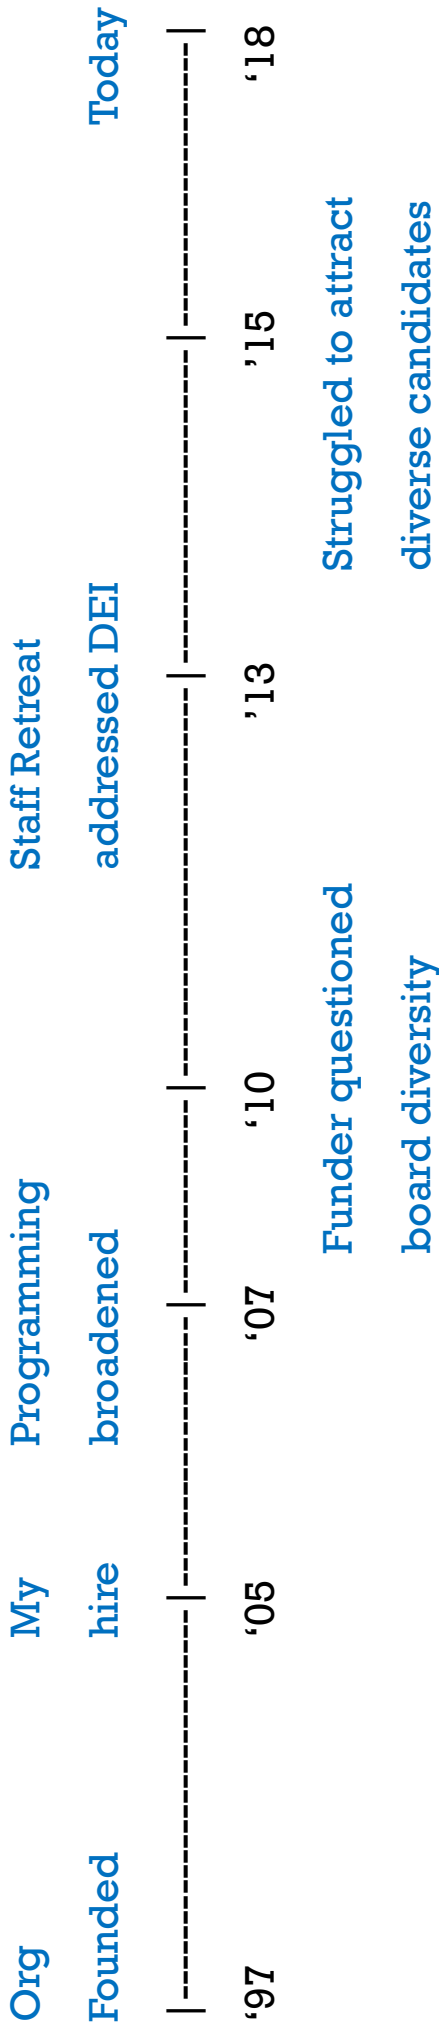 Org My Programming Staff Retreat
Founded hire broadened addressed DEI Today
|----------|----------|----------|----------|----------|----------|
‘97 ‘05 ‘07 ‘10 ’13 ’15 ‘18
Funder questioned Struggled to attract
board diversity diverse candidates